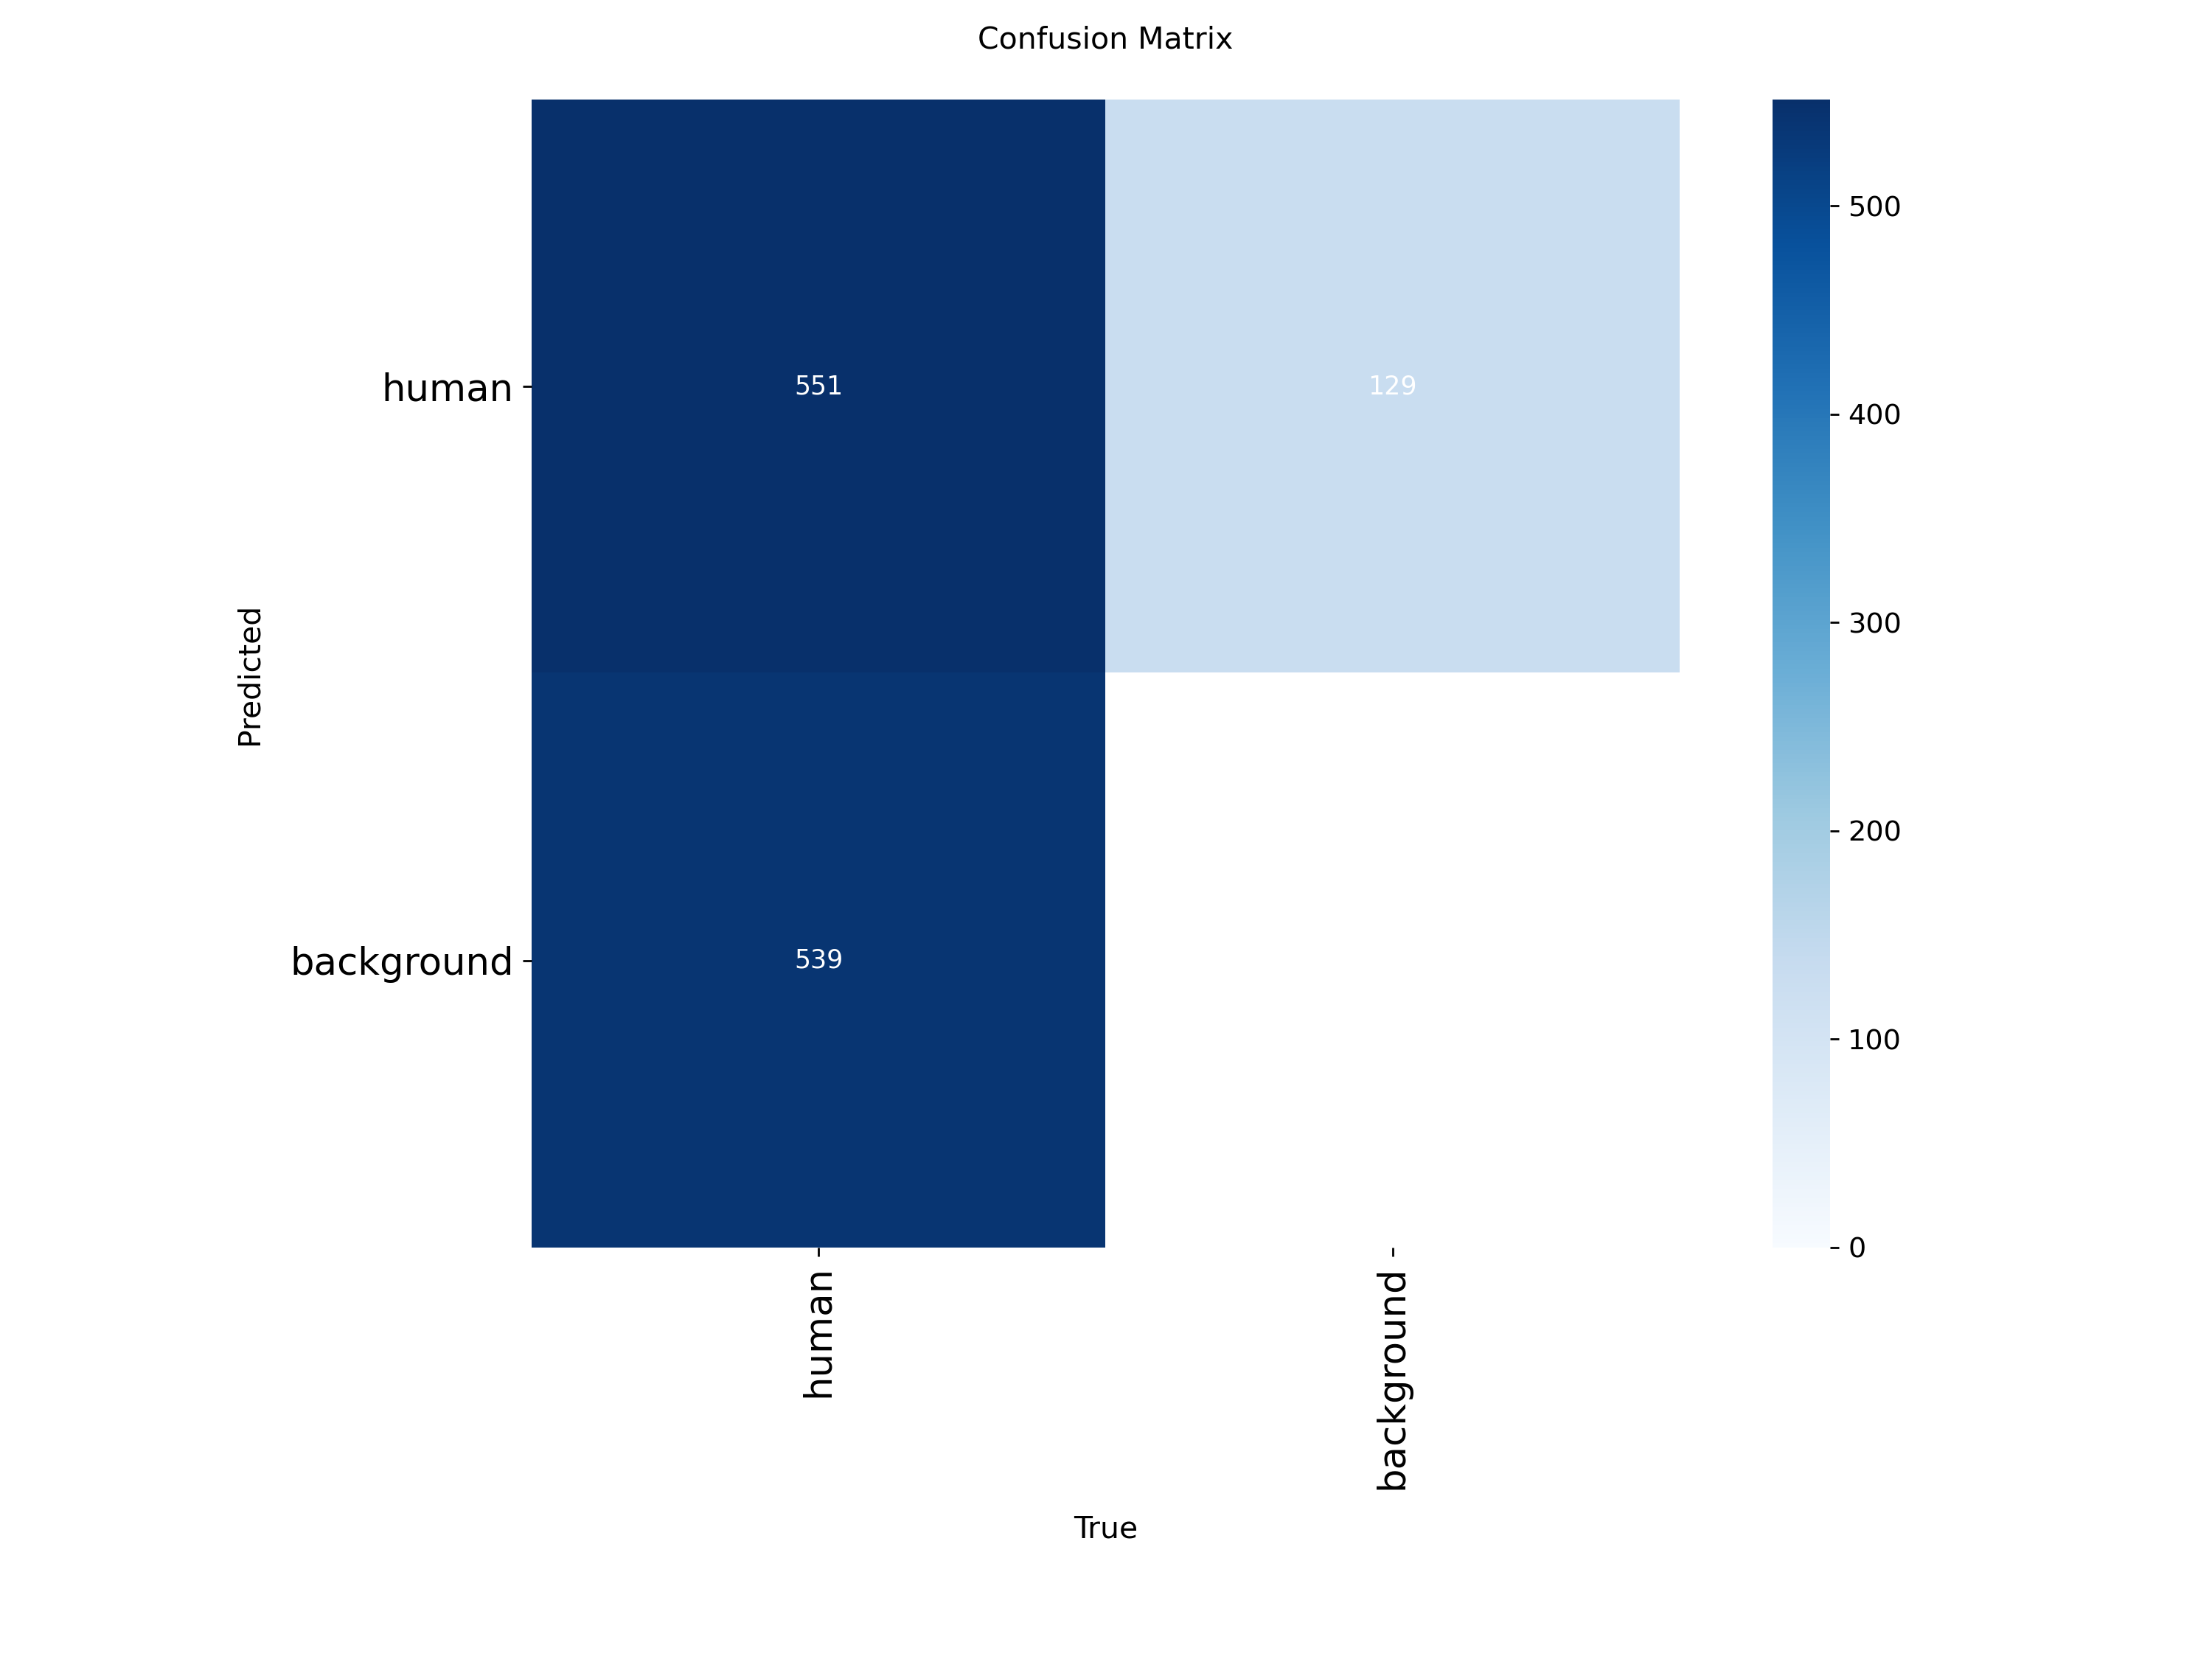 Confusion Matrix
human
551
129
500
400
300
200
100
0
Predicted
background
539
human
background
True